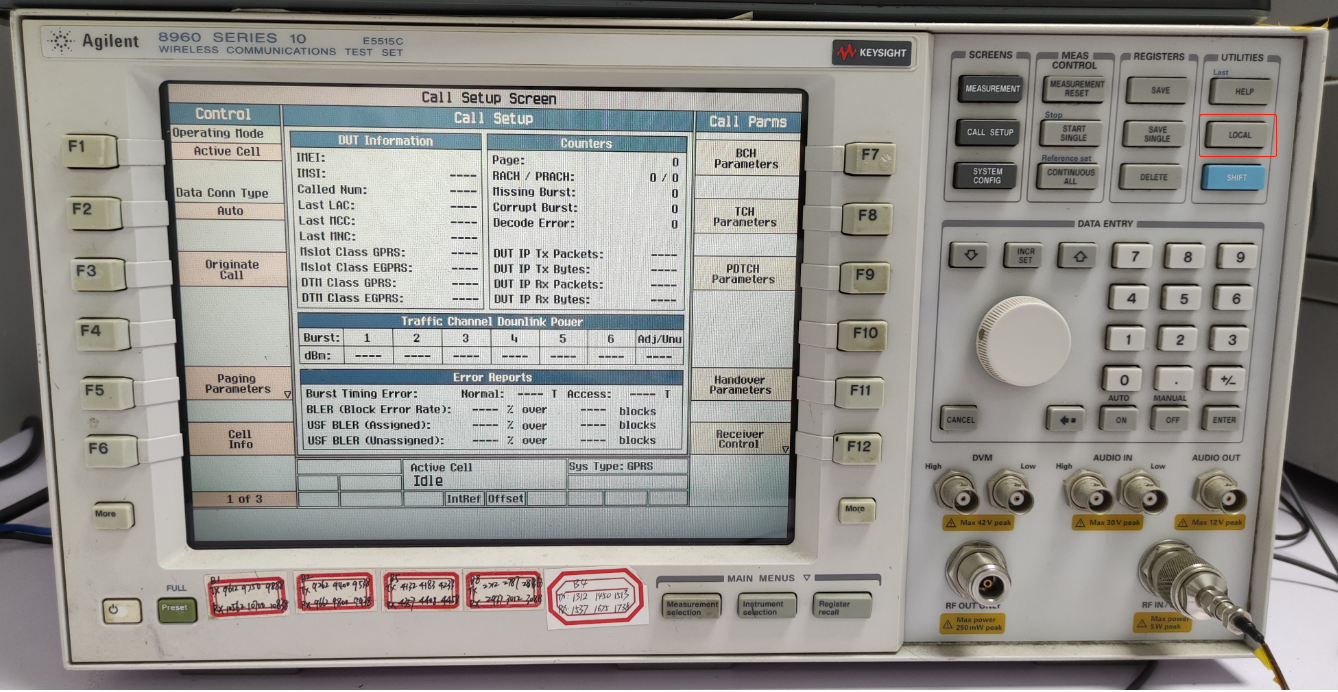 Agilent 8960 SERIES 10 E5515C
WIRELESS COMMUNICATIONS TEST SET
KEYSIGHT
Call Setup Screen
Control
Operating Mode
Active Cell
Data Conn Type
Auto
Originate
Call
Paging
Parameters
Cell
Info
1 of 3
Call Setup
DUT Information
IMEI:
IMSI: ----
Called Num: ----
Last LAC: ----
Last MCC: ----
Last MNC: ----
Mslot Class GPRS: ----
Mslot Class EGPRS: ----
DTM Class GPRS: ----
DTM Class EGPRS: ----
Counters
Page: 0
RACH / PRACH: 0 / 0
Missing Burst: 0
Corrupt Burst: 0
Decode Error: 0
DUT IP Tx Packets: ----
DUT IP Tx Bytes: ----
DUT IP Rx Packets: ----
DUT IP Rx Bytes: ----
Traffic Channel Downlink Power
Burst: 1 2 3 4 5 6 Adj/Unu
dBm: ---- ---- ---- ---- ---- ---- ----
Error Reports
Burst Timing Error: Normal: ---- T Access: ---- T
BLER (Block Error Rate): ---- % over ---- blocks
USF BLER (Assigned): ---- % over ---- blocks
USF BLER (Unassigned): ---- % over ---- blocks
Active Cell
Idle
Sys Type: GPRS
IntRef Offset
Call Parms
BCH
Parameters
TCH
Parameters
PDTCH
Parameters
Handover
Parameters
Receiver
Control
F1
F2
F3
F4
F5
F6
More
F7
F8
F9
F10
F11
F12
More
FULL
Preset
B4
1312 1450 1513
1537 1675
MAIN MENUS
Measurement
selection
Instrument
selection
Register
recall
SCREENS
MEASUREMENT
CALL SETUP
SYSTEM
CONFIG
MEAS
CONTROL
MEASUREMENT
RESET
Stop
START
SINGLE
Reference set
CONTINUOUS
ALL
REGISTERS
SAVE
SAVE
SINGLE
DELETE
UTILITIES
Last
HELP
LOCAL
SHIFT
DATA ENTRY
INCR
SET
7 8 9
4 5 6
1 2 3
0 . +/-
AUTO MANUAL
CANCEL ON OFF ENTER
DVM
High Low
Max 42 V peak
AUDIO IN
High Low
Max 30 V peak
AUDIO OUT
Max 12 V peak
RF OUT ONLY
Max power
250 mW peak
RF IN/
Max power
5 W peak